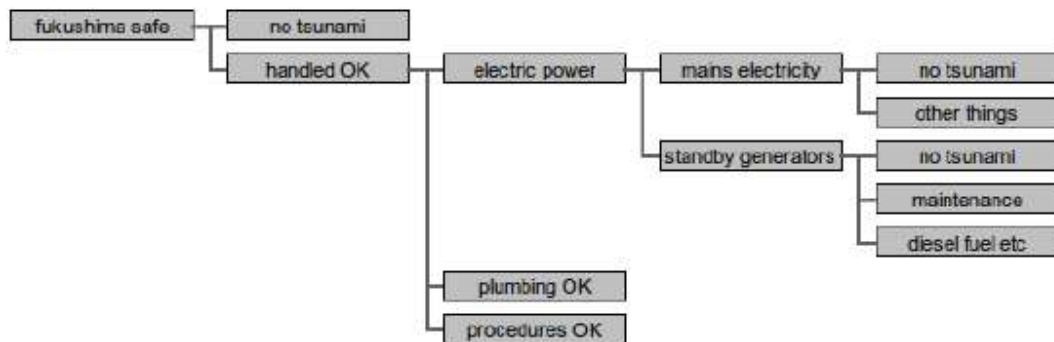 fukushima safe
no tsunami
handled OK
electric power
mains electricity
no tsunami
other things
standby generators
no tsunami
maintenance
diesel fuel etc
plumbing OK
procedures OK